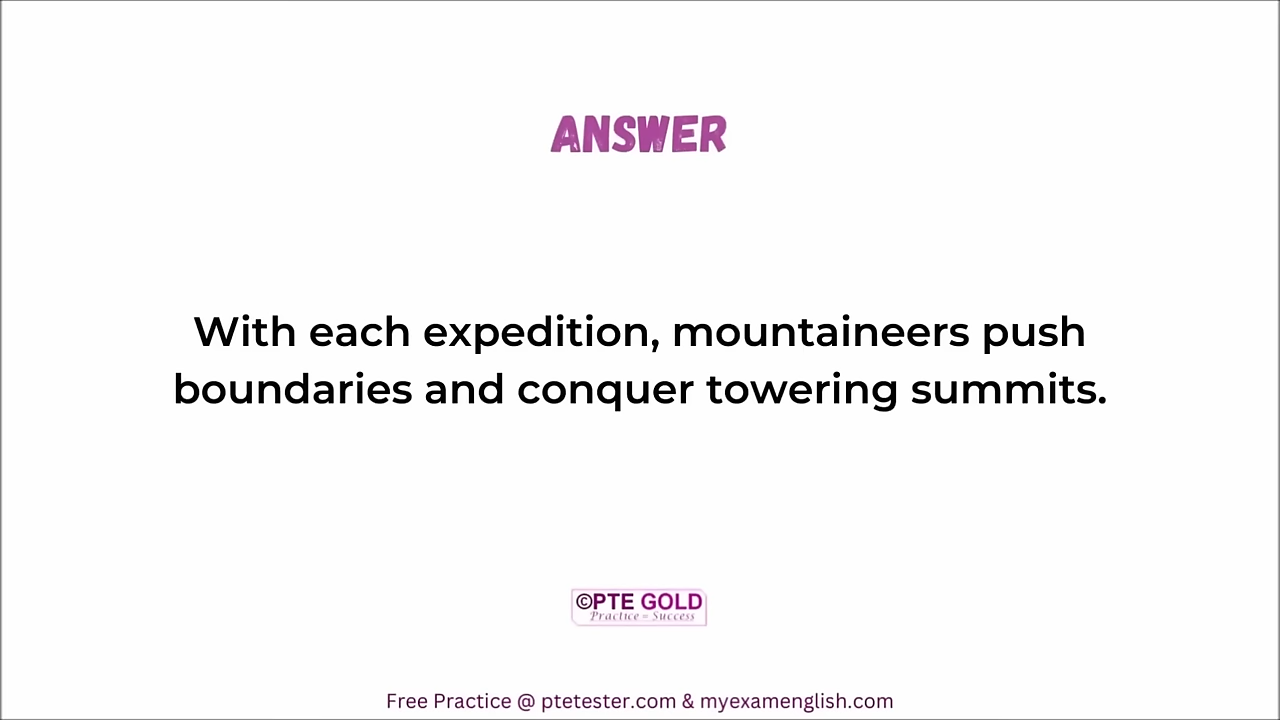 ANSWER
With each expedition, mountaineers push
boundaries and conquer towering summits.
©PTE GOLD
Practice = Success
Free Practice @ ptetester.com & myexamenglish.com